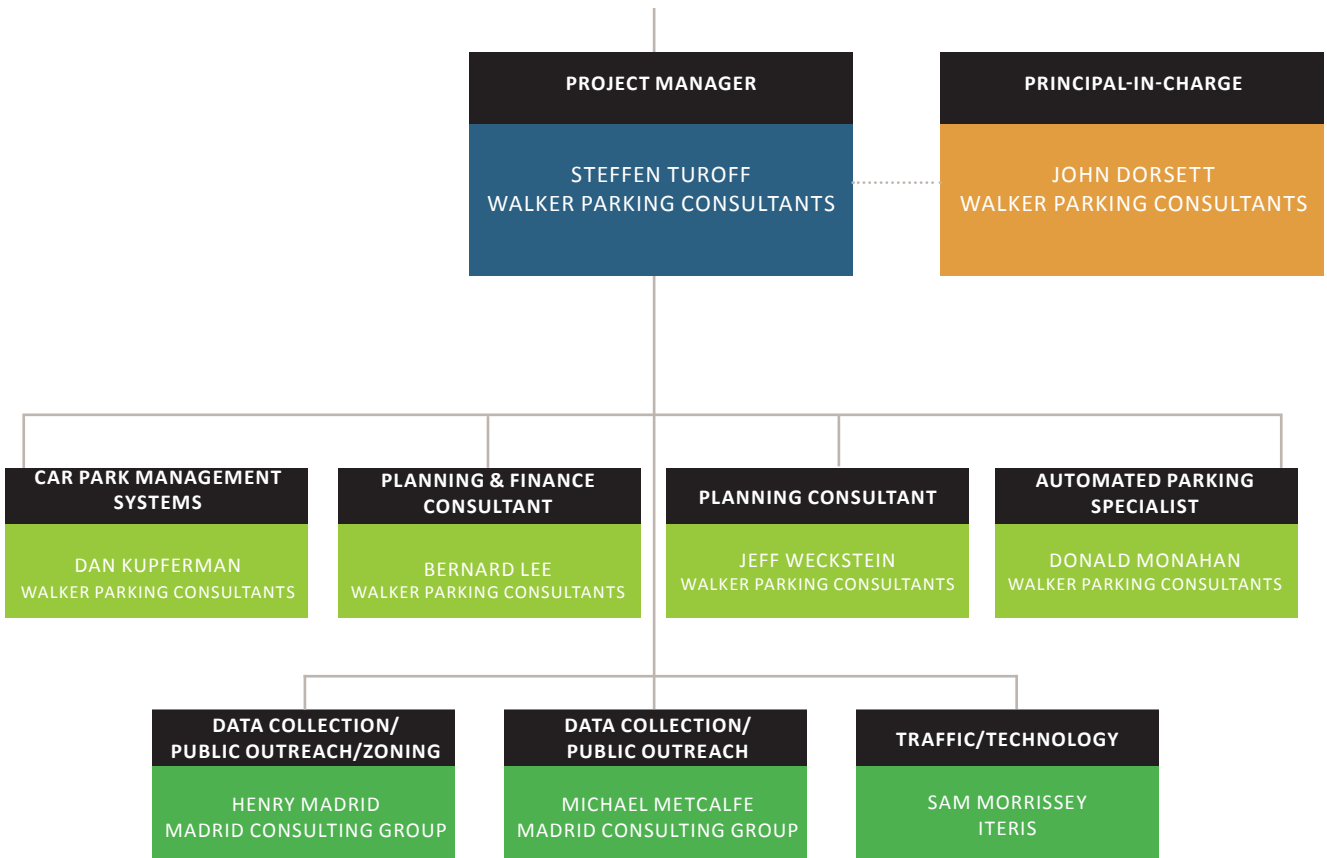 PROJECT MANAGER
STEFFEN TUROFF
WALKER PARKING CONSULTANTS
PRINCIPAL-IN-CHARGE
JOHN DORSETT
WALKER PARKING CONSULTANTS
CAR PARK MANAGEMENT
SYSTEMS
DAN KUPFERMAN
WALKER PARKING CONSULTANTS
PLANNING & FINANCE
CONSULTANT
BERNARD LEE
WALKER PARKING CONSULTANTS
PLANNING CONSULTANT
JEFF WECKSTEIN
WALKER PARKING CONSULTANTS
AUTOMATED PARKING
SPECIALIST
DONALD MONAHAN
WALKER PARKING CONSULTANTS
DATA COLLECTION/
PUBLIC OUTREACH/ZONING
HENRY MADRID
MADRID CONSULTING GROUP
DATA COLLECTION/
PUBLIC OUTREACH
MICHAEL METCALFE
MADRID CONSULTING GROUP
TRAFFIC/TECHNOLOGY
SAM MORRISSEY
ITERIS